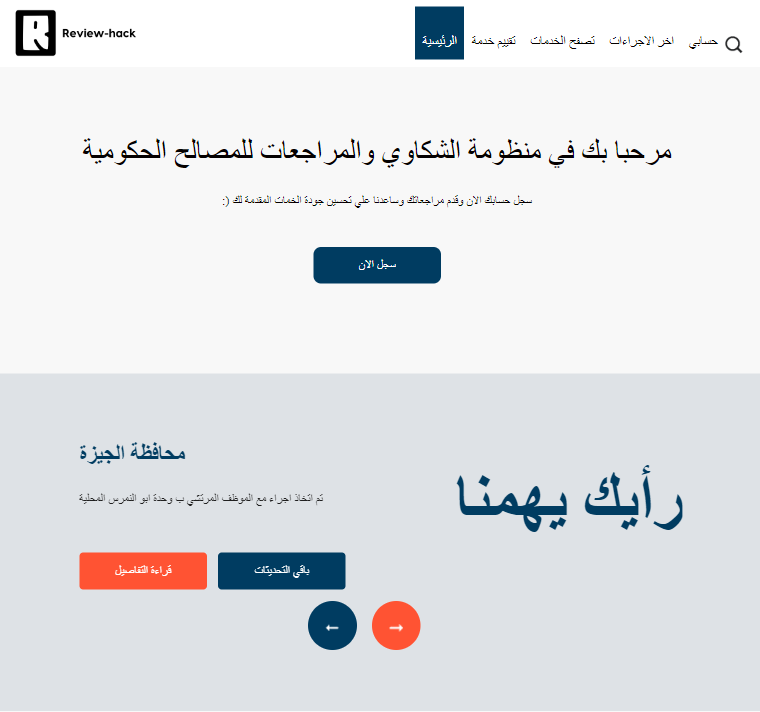 Review-hack
الرئيسية
تقييم خدمة
تصفح الخدمات
اخر الاجراءات
حسابي
مرحبا بك في منظومة الشكاوي والمراجعات للمصالح الحكومية
سجل حسابك الان وقدم مراجعاتك وساعدنا علي تحسين جودة الخمات المقدمة لك (:
سجل الان
رأيك يهمنا
محافظة الجيزة
تم اتخاذ اجراء مع الموظف المرتشي ب وحدة ابو النمرس المحلية
باقي التحديثات
قراءة التفاصيل